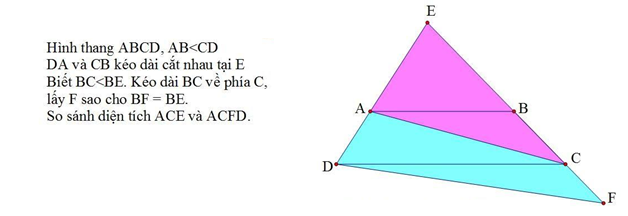 Hình thang ABCD, AB<CD
DA và CB kéo dài cắt nhau tại E
Biết BC<BE. Kéo dài BC về phía C,
lấy F sao cho BF = BE.
So sánh diện tích ACE và ACFD.
E
A
B
D
C
F